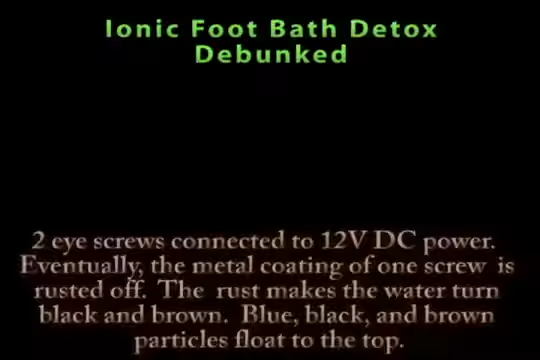 Ionic Foot Bath Detox
Debunked
2 eye screws connected to 12V DC power.
Eventually, the metal coating of one screw is
rusted off. The rust makes the water turn
black and brown. Blue, black, and brown
particles float to the top.